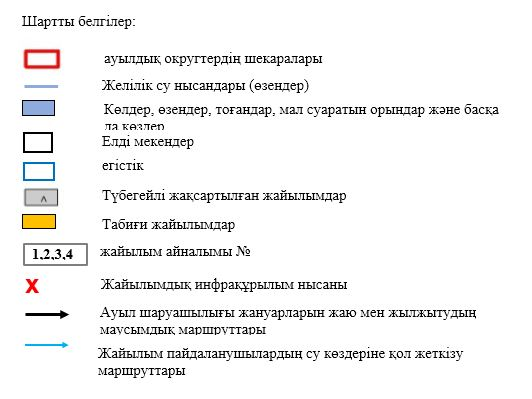 Шартты белгілер:
ауылдық округтердің шекаралары
Желілік су нысандары (өзендер)
Көлдер, өзендер, тоғандар, мал суаратын орындар және басқа
да көздер
Елді мекендер
егістік
Түбегейлі жақсартылған жайылымдар
Табиғи жайылымдар
1,2,3,4 жайылым айналымы №
Х Жайылымдық инфрақұрылым нысаны
Ауыл шаруашылығы жануарларын жаю мен жылжытудың
маусымдық маршруттары
Жайылым пайдаланушылардың су көздеріне қол жеткізу
маршруттары